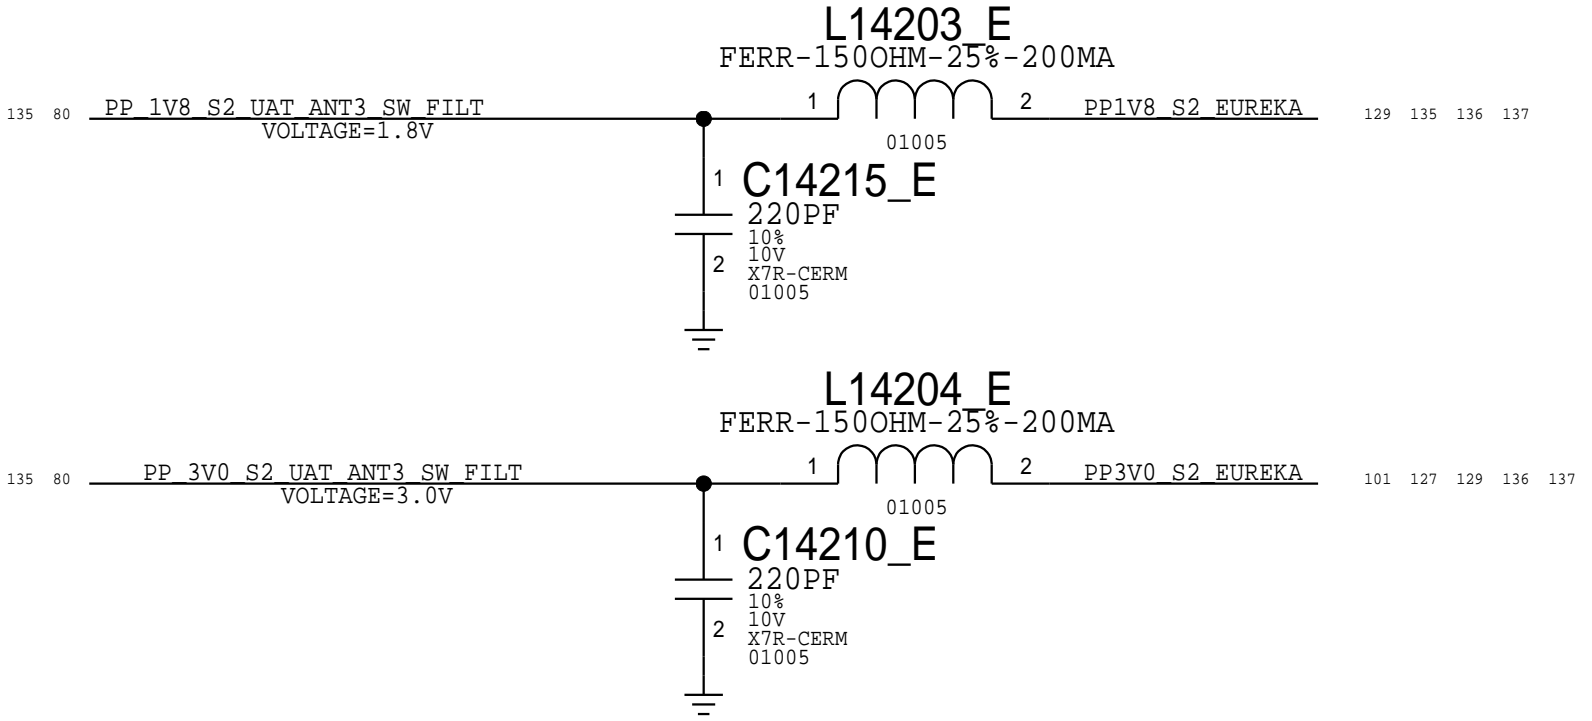 L14203_E
FERR-150OHM-25%-200MA
135 80 PP_1V8_S2_UAT_ANT3_SW_FILT 1 2 PP1V8_S2_EUREKA 129 135 136 137
VOLTAGE=1.8V
01005
1 C14215_E
220PF
10%
10V
2 X7R-CERM
01005
L14204_E
FERR-150OHM-25%-200MA
135 80 PP_3V0_S2_UAT_ANT3_SW_FILT 1 2 PP3V0_S2_EUREKA 101 127 129 136 137
VOLTAGE=3.0V
01005
1 C14210_E
220PF
10%
10V
2 X7R-CERM
01005